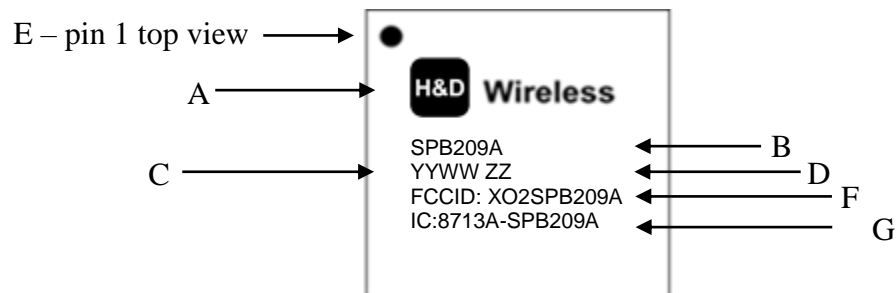 E – pin 1 top view
A
H&D Wireless
SPB209A
B
C
YYWW ZZ
D
FCCID: XO2SPB209A
F
IC:8713A-SPB209A
G